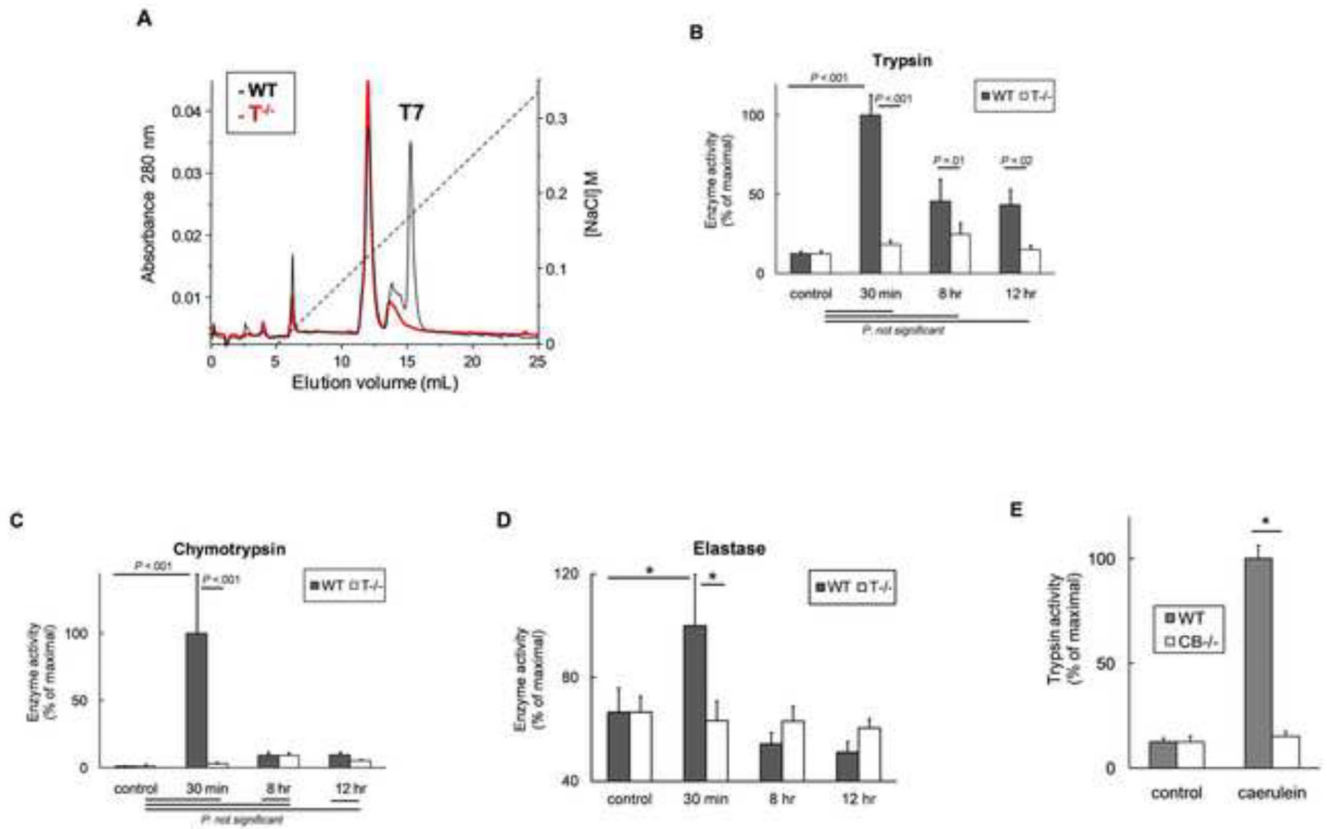 A
- WT
- T-/-
T7
0.04
0.03
0.02
0.01
Absorbance 280 nm
0.3
0.2
0.1
0
[NaCl] M
0 5 10 15 20 25
Elution volume (mL)
B
Trypsin
P<.001
P<.001
P<.01
P<.02
WT T-/-
100
50
0
Enzyme activity
(% of maximal)
control 30 min 8 hr 12 hr
P: not significant
C
Chymotrypsin
P<.001
P<.001
WT T-/-
100
50
0
Enzyme activity
(% of maximal)
control 30 min 8 hr 12 hr
P: not significant
D
Elastase
* *
WT T-/-
120
80
40
Enzyme activity
(% of maximal)
control 30 min 8 hr 12 hr
E
*
WT
CB-/-
100
50
0
Trypsin activity
(% of maximal)
control caerulein